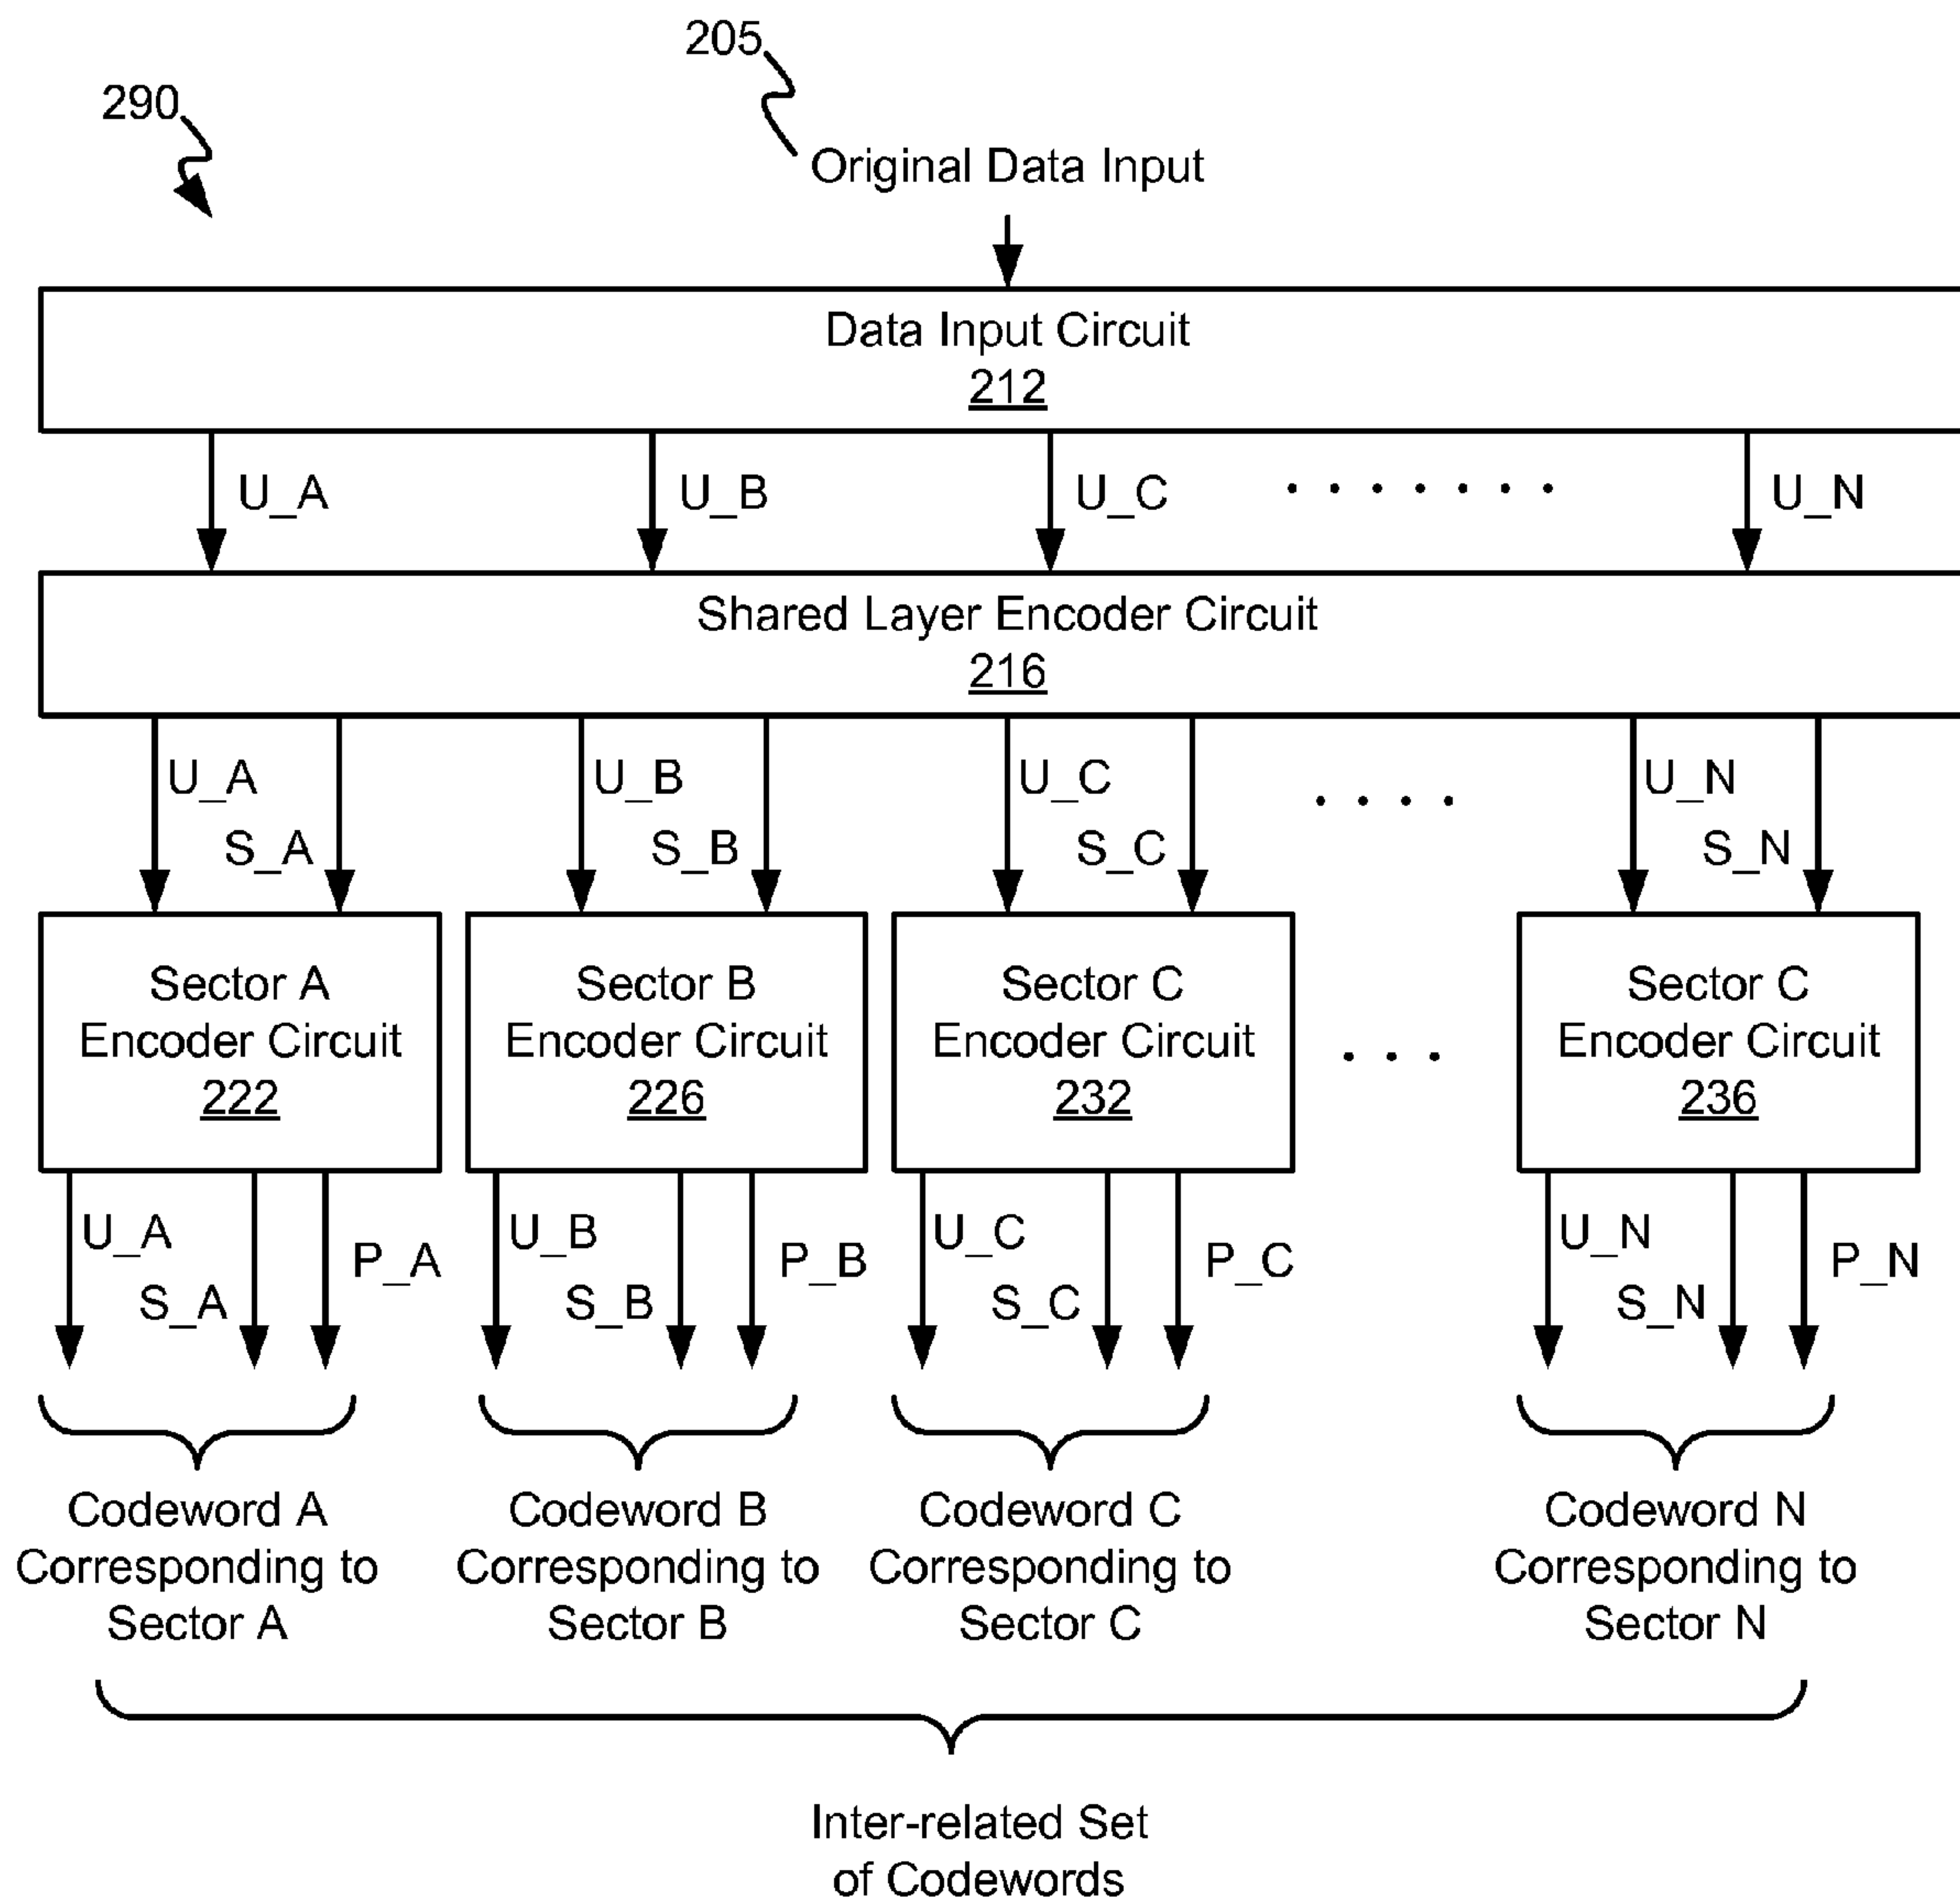 205
290
Original Data Input
Data Input Circuit
212
U_A
U_B
U_C
U_N
Shared Layer Encoder Circuit
216
U_A
S_A
U_B
S_B
U_C
S_C
U_N
S_N
Sector A
Encoder Circuit
222
Sector B
Encoder Circuit
226
Sector C
Encoder Circuit
232
Sector C
Encoder Circuit
236
U_A
S_A
P_A
U_B
S_B
P_B
U_C
S_C
P_C
U_N
S_N
P_N
Codeword A
Corresponding to
Sector A
Codeword B
Corresponding to
Sector B
Codeword C
Corresponding to
Sector C
Codeword N
Corresponding to
Sector N
Inter-related Set
of Codewords